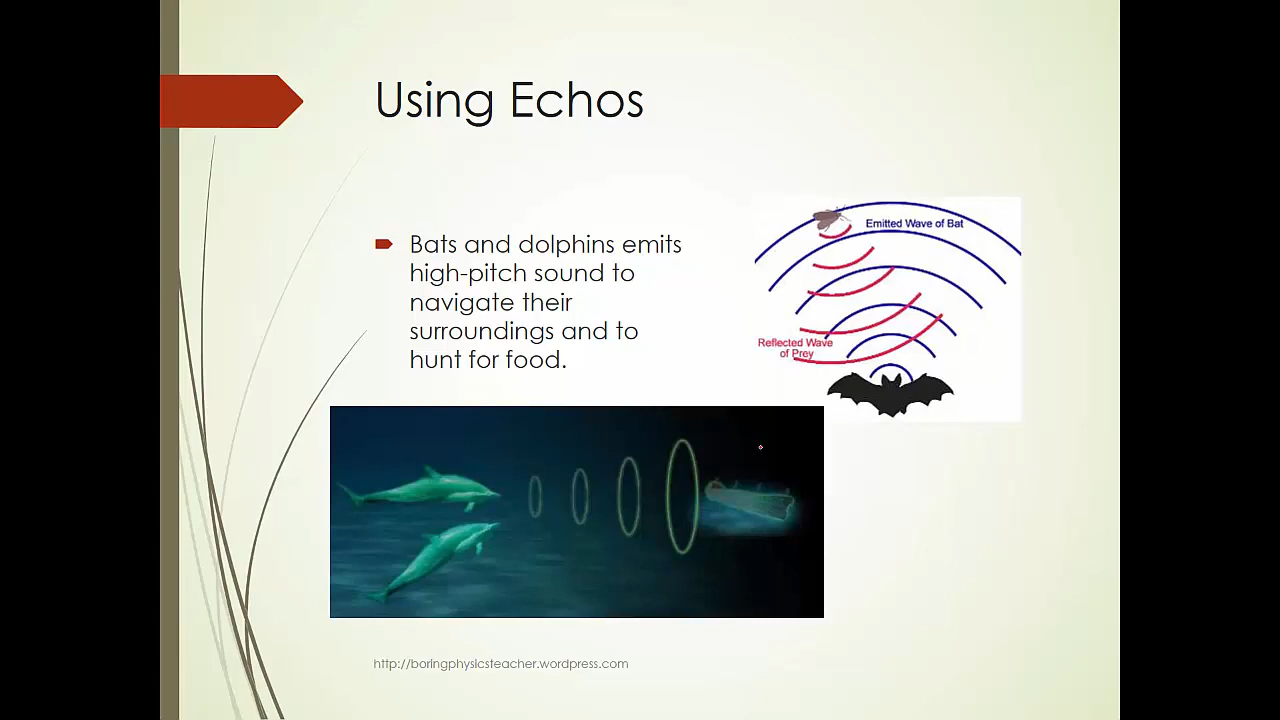 Using Echos
Bats and dolphins emits
high-pitch sound to
navigate their
surroundings and to
hunt for food.
Emitted Wave of Bat
Reflected Wave
of Prey
http://boringphysicsteacher.wordpress.com